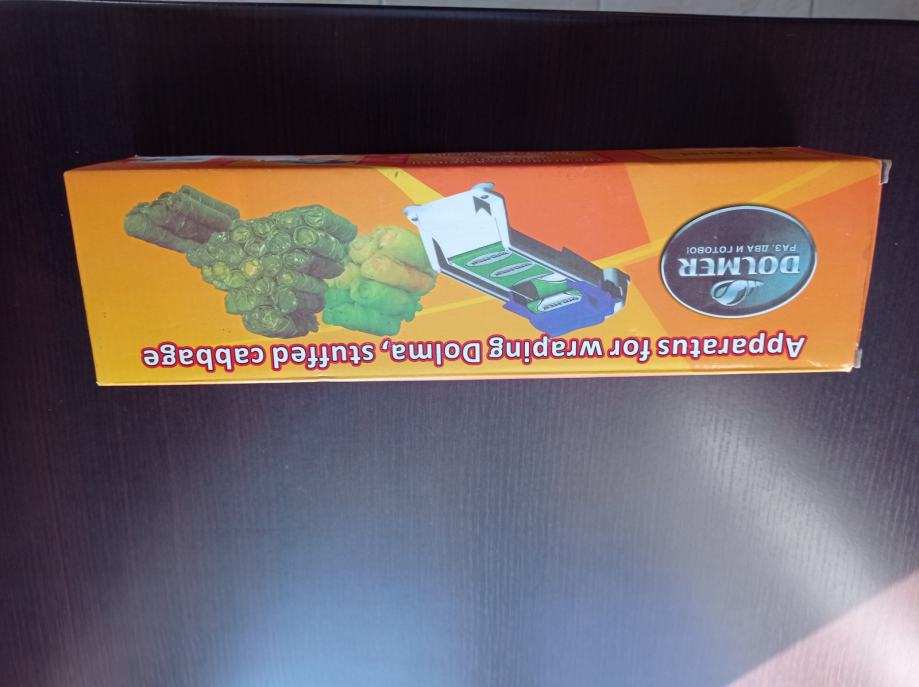 Apparatus for wraping Dolma, stuffed cabbage
DOLMER
РАЗ, ДВА И ГОТОВО!